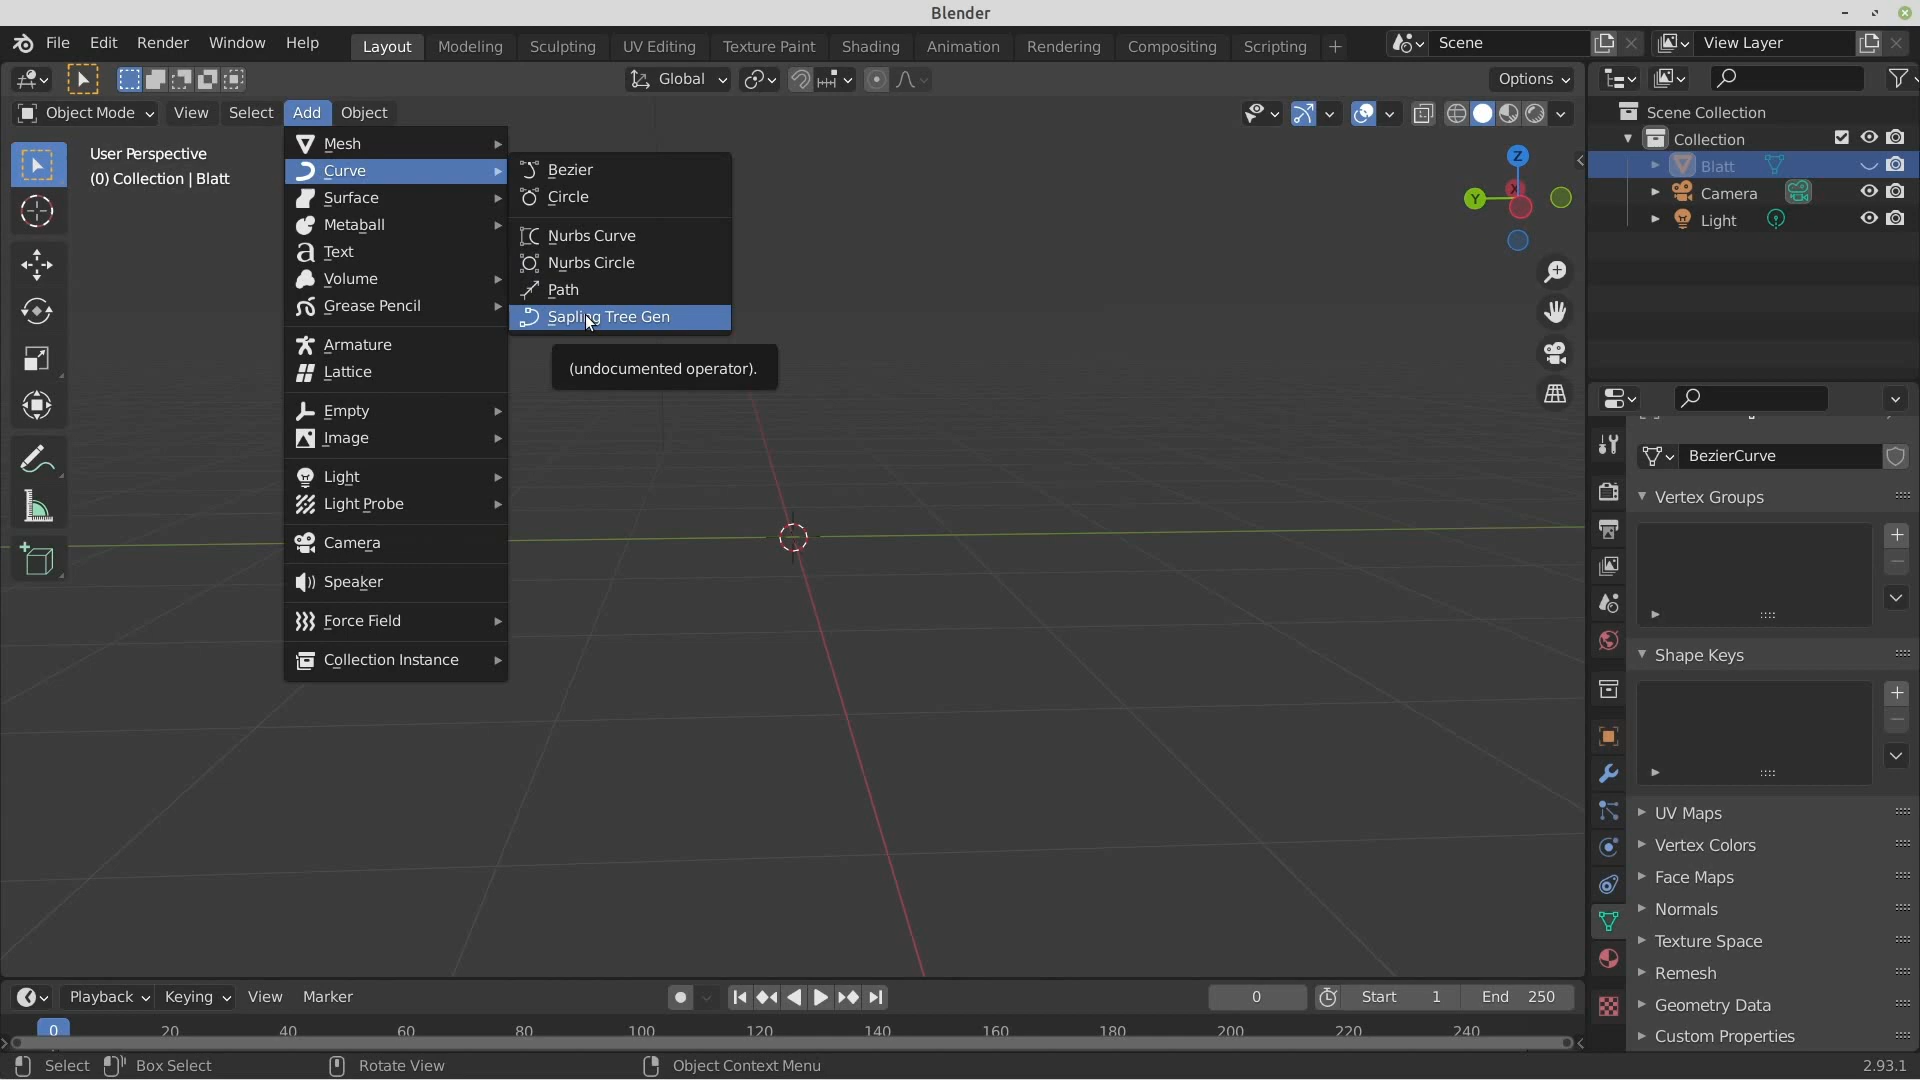 Blender
File Edit Render Window Help Layout Modeling Sculpting UV Editing Texture Paint Shading Animation Rendering Compositing Scripting + Scene View Layer
Global Options
Object Mode View Select Add Object
User Perspective
(0) Collection | Blatt
Mesh
Curve
Surface
Metaball
Text
Volume
Grease Pencil
Armature
Lattice
Empty
Image
Light
Light Probe
Camera
Speaker
Force Field
Collection Instance
Bezier
Circle
Nurbs Curve
Nurbs Circle
Path
Sapling Tree Gen
(undocumented operator).
Z
Y
X
Scene Collection
Collection
Blatt
Camera
Light
BezierCurve
Vertex Groups
Shape Keys
UV Maps
Vertex Colors
Face Maps
Normals
Texture Space
Remesh
Geometry Data
Custom Properties
Playback Keying View Marker 0 Start 1 End 250
0 20 40 60 80 100 120 140 160 180 200 220 240
Select Box Select Rotate View Object Context Menu 2.93.1